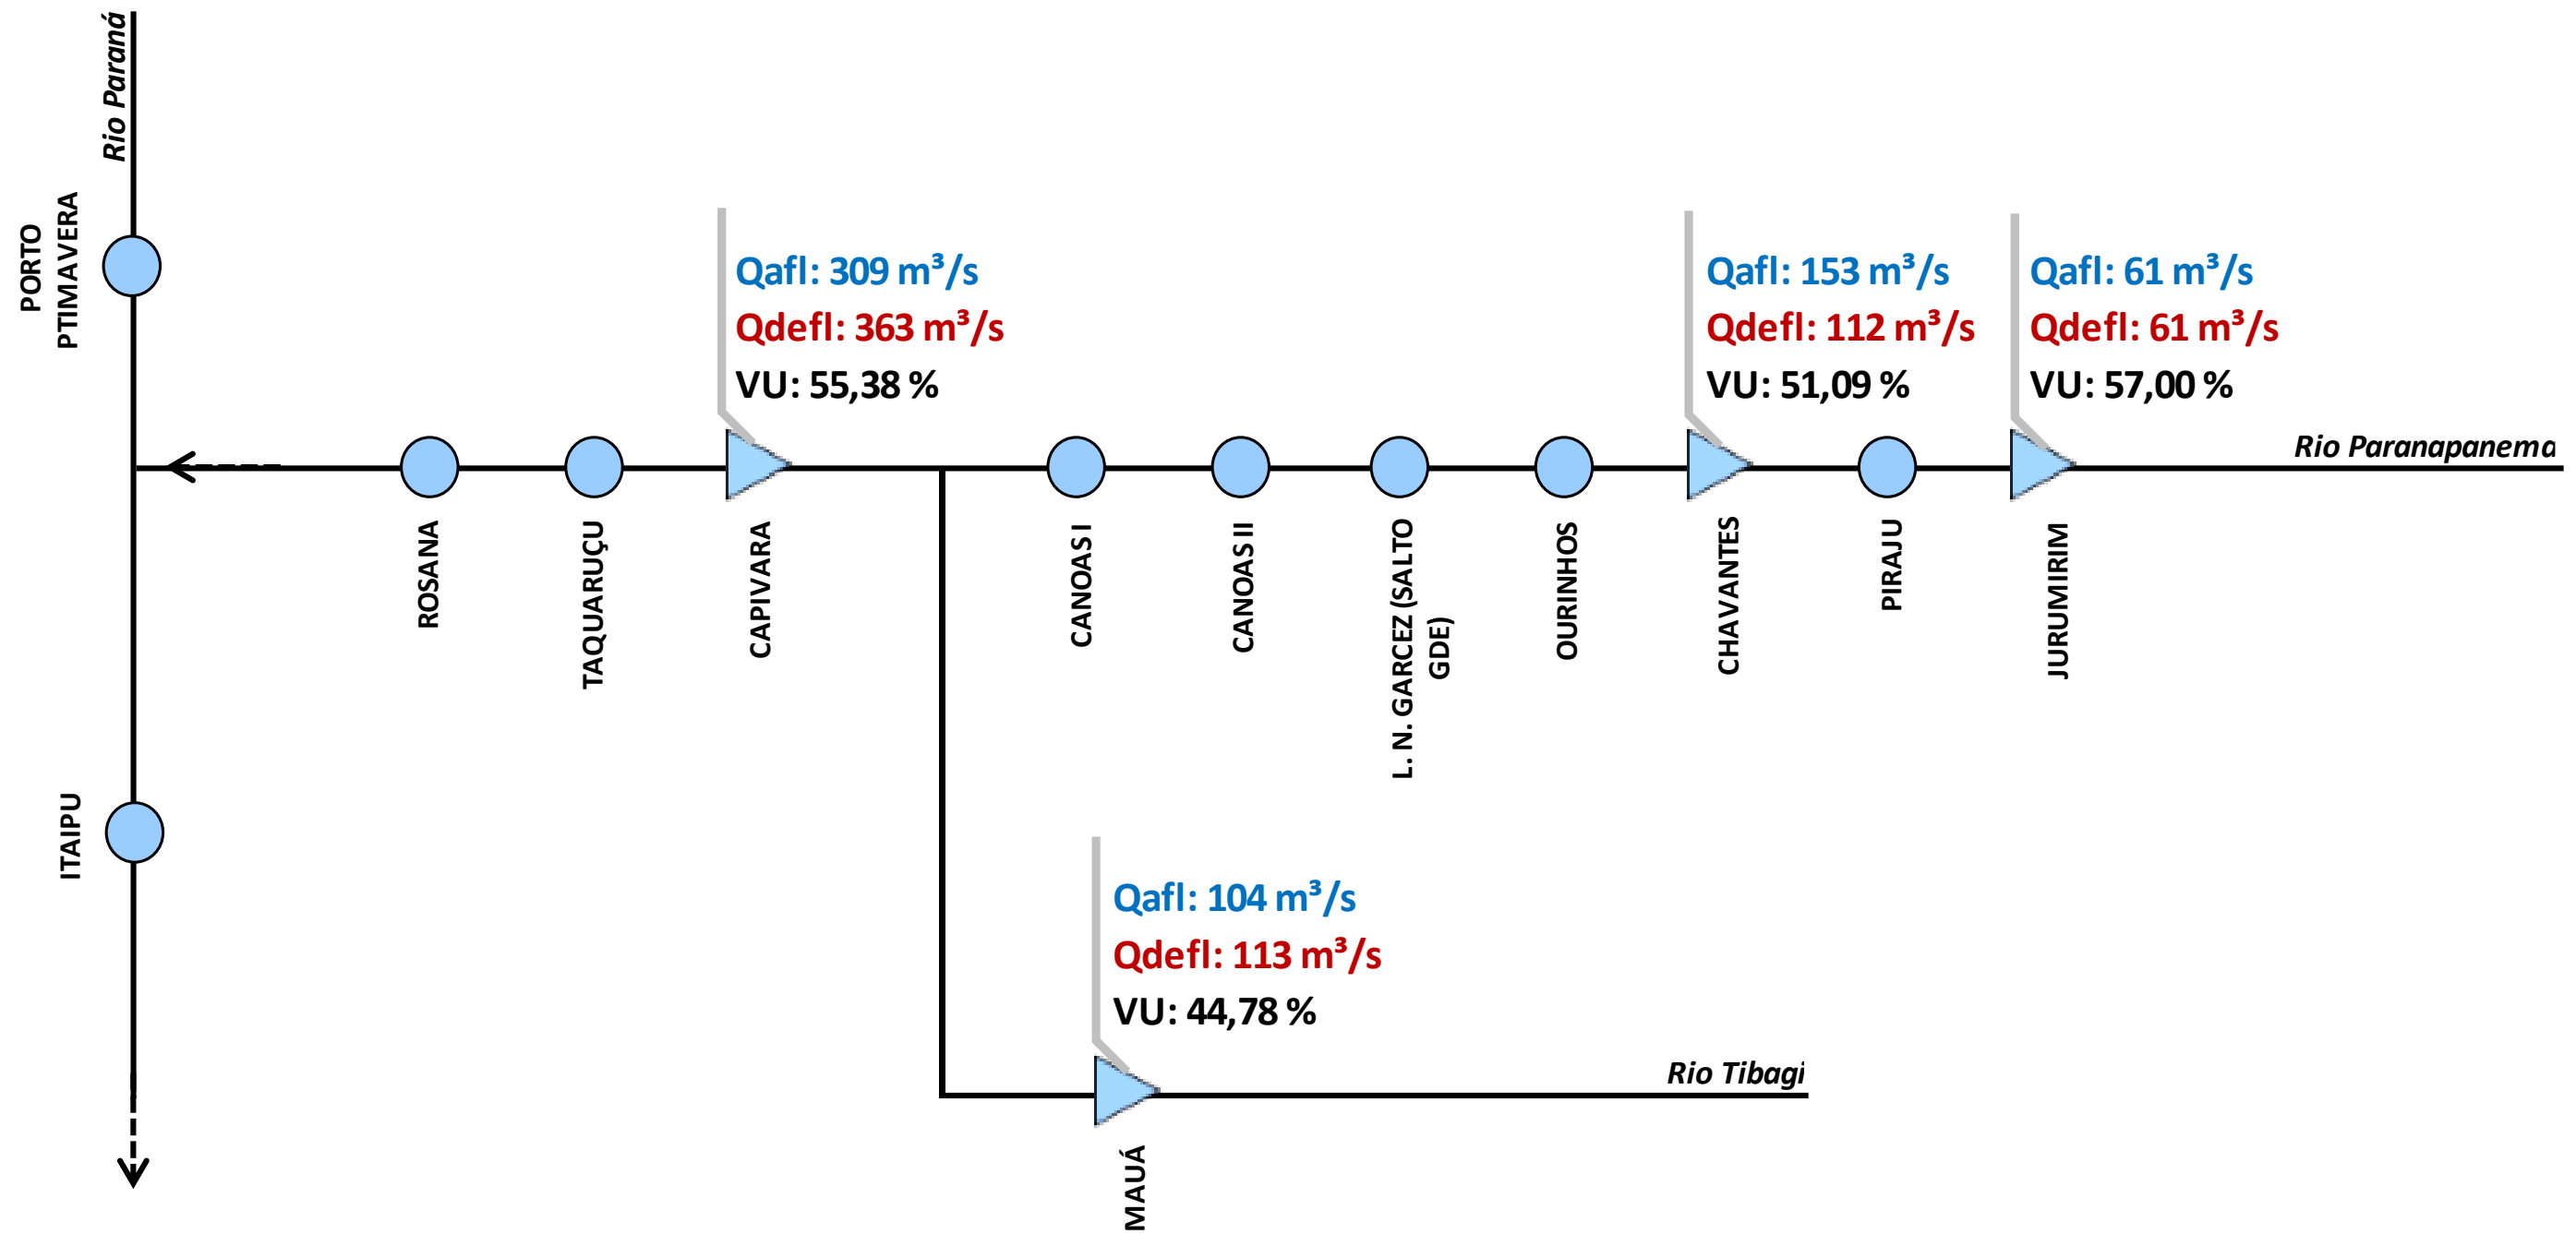 Rio Paraná
PORTO
PTIMAVERA
Qafl: 309 m³/s
Qdefl: 363 m³/s
VU: 55,38 %
Qafl: 153 m³/s
Qdefl: 112 m³/s
VU: 51,09 %
Qafl: 61 m³/s
Qdefl: 61 m³/s
VU: 57,00 %
Rio Paranapanema
ROSANA
TAQUARUÇU
CAPIVARA
CANOAS I
CANOAS II
L. N. GARCEZ (SALTO
GDE)
OURINHOS
CHAVANTES
PIRAJU
JURUMIRIM
ITAIPU
Qafl: 104 m³/s
Qdefl: 113 m³/s
VU: 44,78 %
Rio Tibagi
MAUÁ